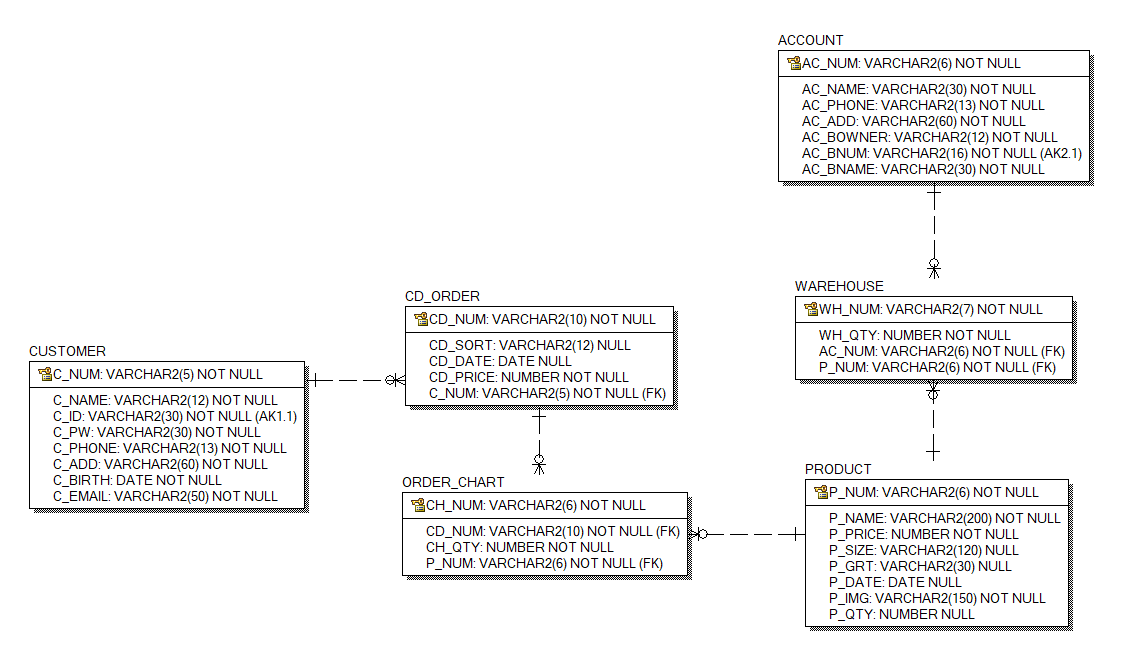 ACCOUNT
AC_NUM: VARCHAR2(6) NOT NULL
AC_NAME: VARCHAR2(30) NOT NULL
AC_PHONE: VARCHAR2(13) NOT NULL
AC_ADD: VARCHAR2(60) NOT NULL
AC_BOWNER: VARCHAR2(12) NOT NULL
AC_BNUM: VARCHAR2(16) NOT NULL (AK2.1)
AC_BNAME: VARCHAR2(30) NOT NULL
WAREHOUSE
WH_NUM: VARCHAR2(7) NOT NULL
WH_QTY: NUMBER NOT NULL
AC_NUM: VARCHAR2(6) NOT NULL (FK)
P_NUM: VARCHAR2(6) NOT NULL (FK)
CD_ORDER
CD_NUM: VARCHAR2(10) NOT NULL
CD_SORT: VARCHAR2(12) NULL
CD_DATE: DATE NULL
CD_PRICE: NUMBER NOT NULL
C_NUM: VARCHAR2(5) NOT NULL (FK)
CUSTOMER
C_NUM: VARCHAR2(5) NOT NULL
C_NAME: VARCHAR2(12) NOT NULL
C_ID: VARCHAR2(30) NOT NULL (AK1.1)
C_PW: VARCHAR2(30) NOT NULL
C_PHONE: VARCHAR2(13) NOT NULL
C_ADD: VARCHAR2(60) NOT NULL
C_BIRTH: DATE NOT NULL
C_EMAIL: VARCHAR2(50) NOT NULL
ORDER_CHART
CH_NUM: VARCHAR2(6) NOT NULL
CD_NUM: VARCHAR2(10) NOT NULL (FK)
CH_QTY: NUMBER NOT NULL
P_NUM: VARCHAR2(6) NOT NULL (FK)
PRODUCT
P_NUM: VARCHAR2(6) NOT NULL
P_NAME: VARCHAR2(200) NOT NULL
P_PRICE: NUMBER NOT NULL
P_SIZE: VARCHAR2(120) NULL
P_GRT: VARCHAR2(30) NULL
P_DATE: DATE NULL
P_IMG: VARCHAR2(150) NOT NULL
P_QTY: NUMBER NULL